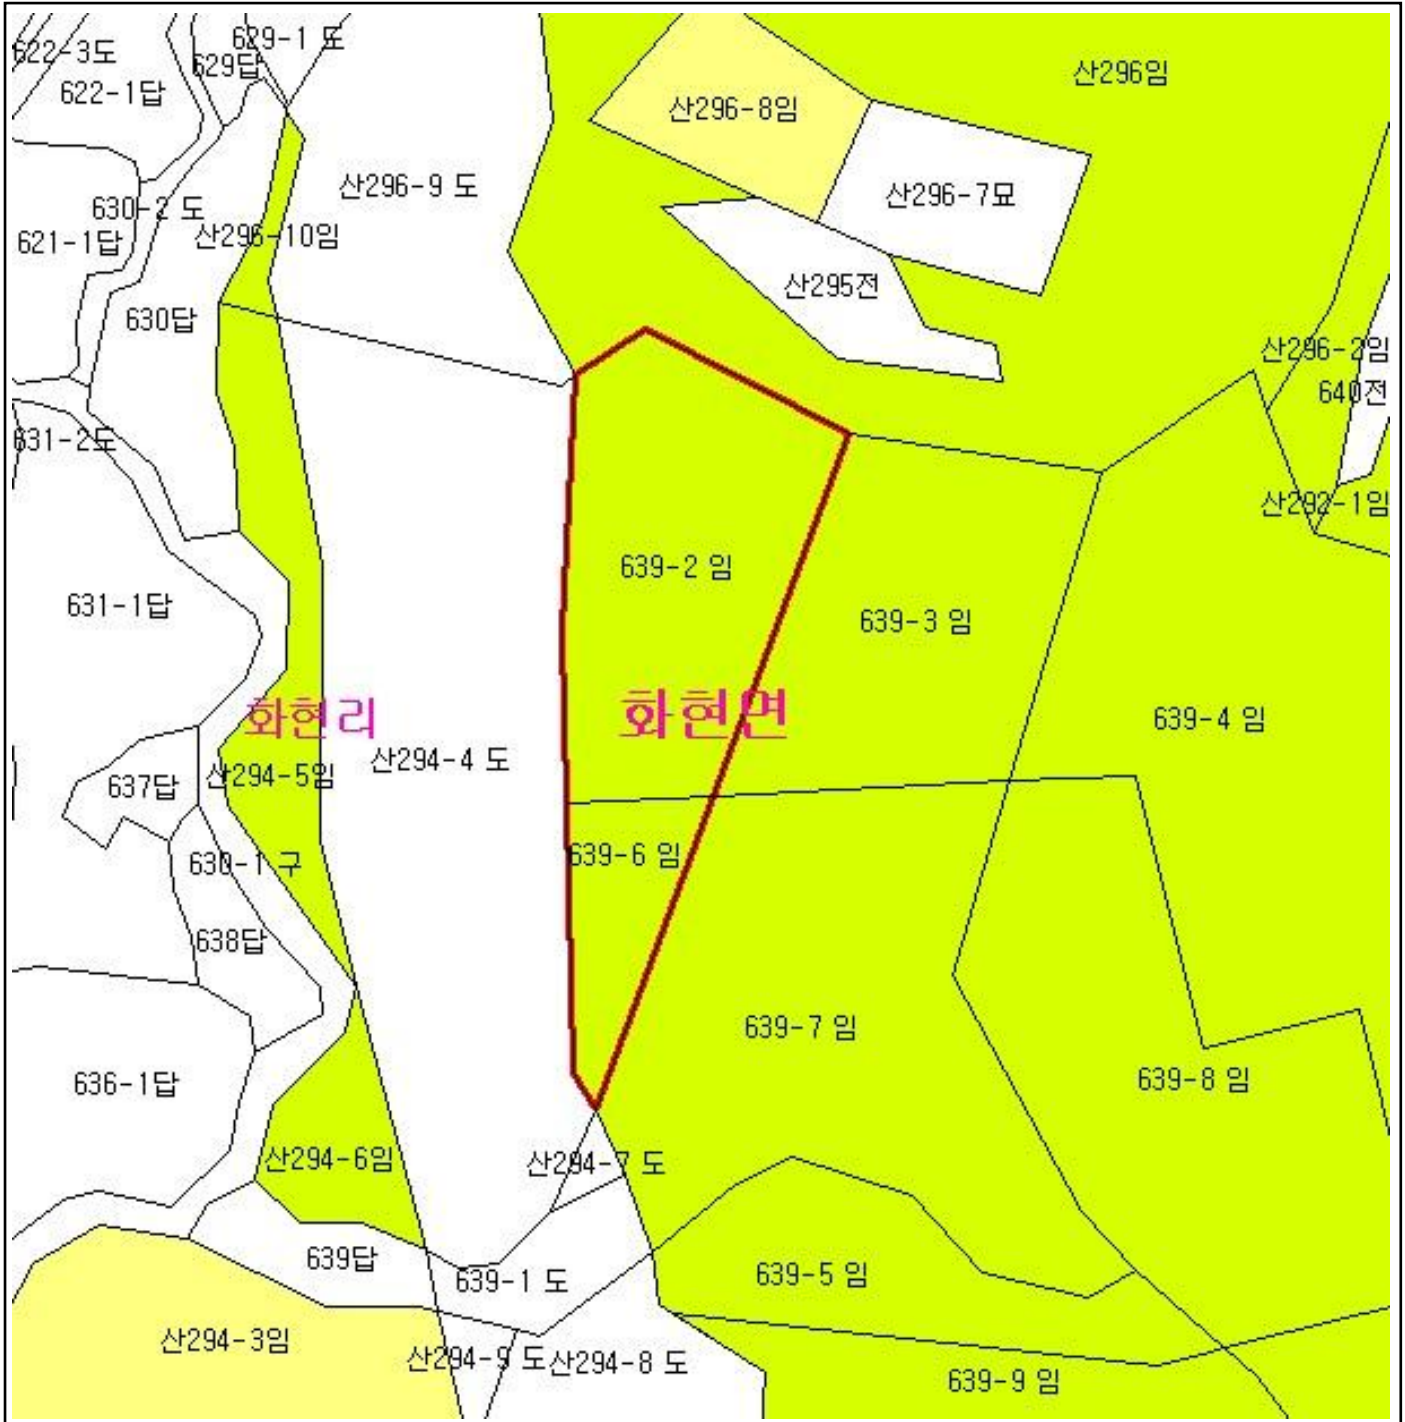 622-3도
629-1 도
629답
622-1답
산296임
산296-8임
산296-9 도
산296-7묘
630-2 도
산296-10임
621-1답
산295전
630답
산296-2임
640전
631-2도
산292-1임
639-2 임
631-1답
639-3 임
화현리
화현면
639-4 임
산294-4 도
637답
산294-5임
639-6 임
630-1 구
638답
639-7 임
636-1답
639-8 임
산294-6임
산294-7 도
639답
639-1 도
639-5 임
산294-3임
산294-9 도
산294-8 도
639-9 임